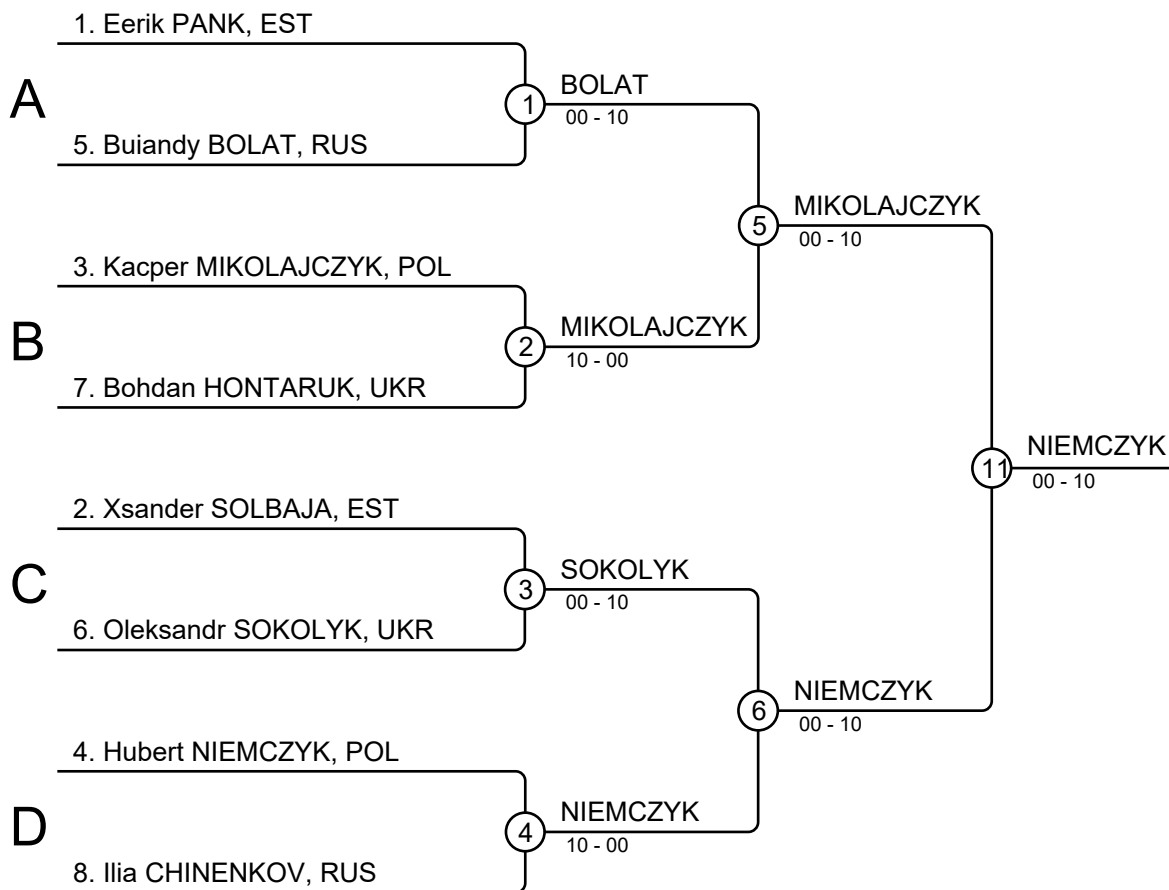 1. Eerik PANK, EST
A
1
BOLAT
00 - 10
5. Buiandy BOLAT, RUS
5
MIKOLAJCZYK
00 - 10
3. Kacper MIKOLAJCZYK, POL
B
2
MIKOLAJCZYK
10 - 00
7. Bohdan HONTARUK, UKR
11
NIEMCZYK
00 - 10
2. Xsander SOLBAJA, EST
C
3
SOKOLYK
00 - 10
6. Oleksandr SOKOLYK, UKR
6
NIEMCZYK
00 - 10
4. Hubert NIEMCZYK, POL
D
4
NIEMCZYK
10 - 00
8. Ilia CHINENKOV, RUS